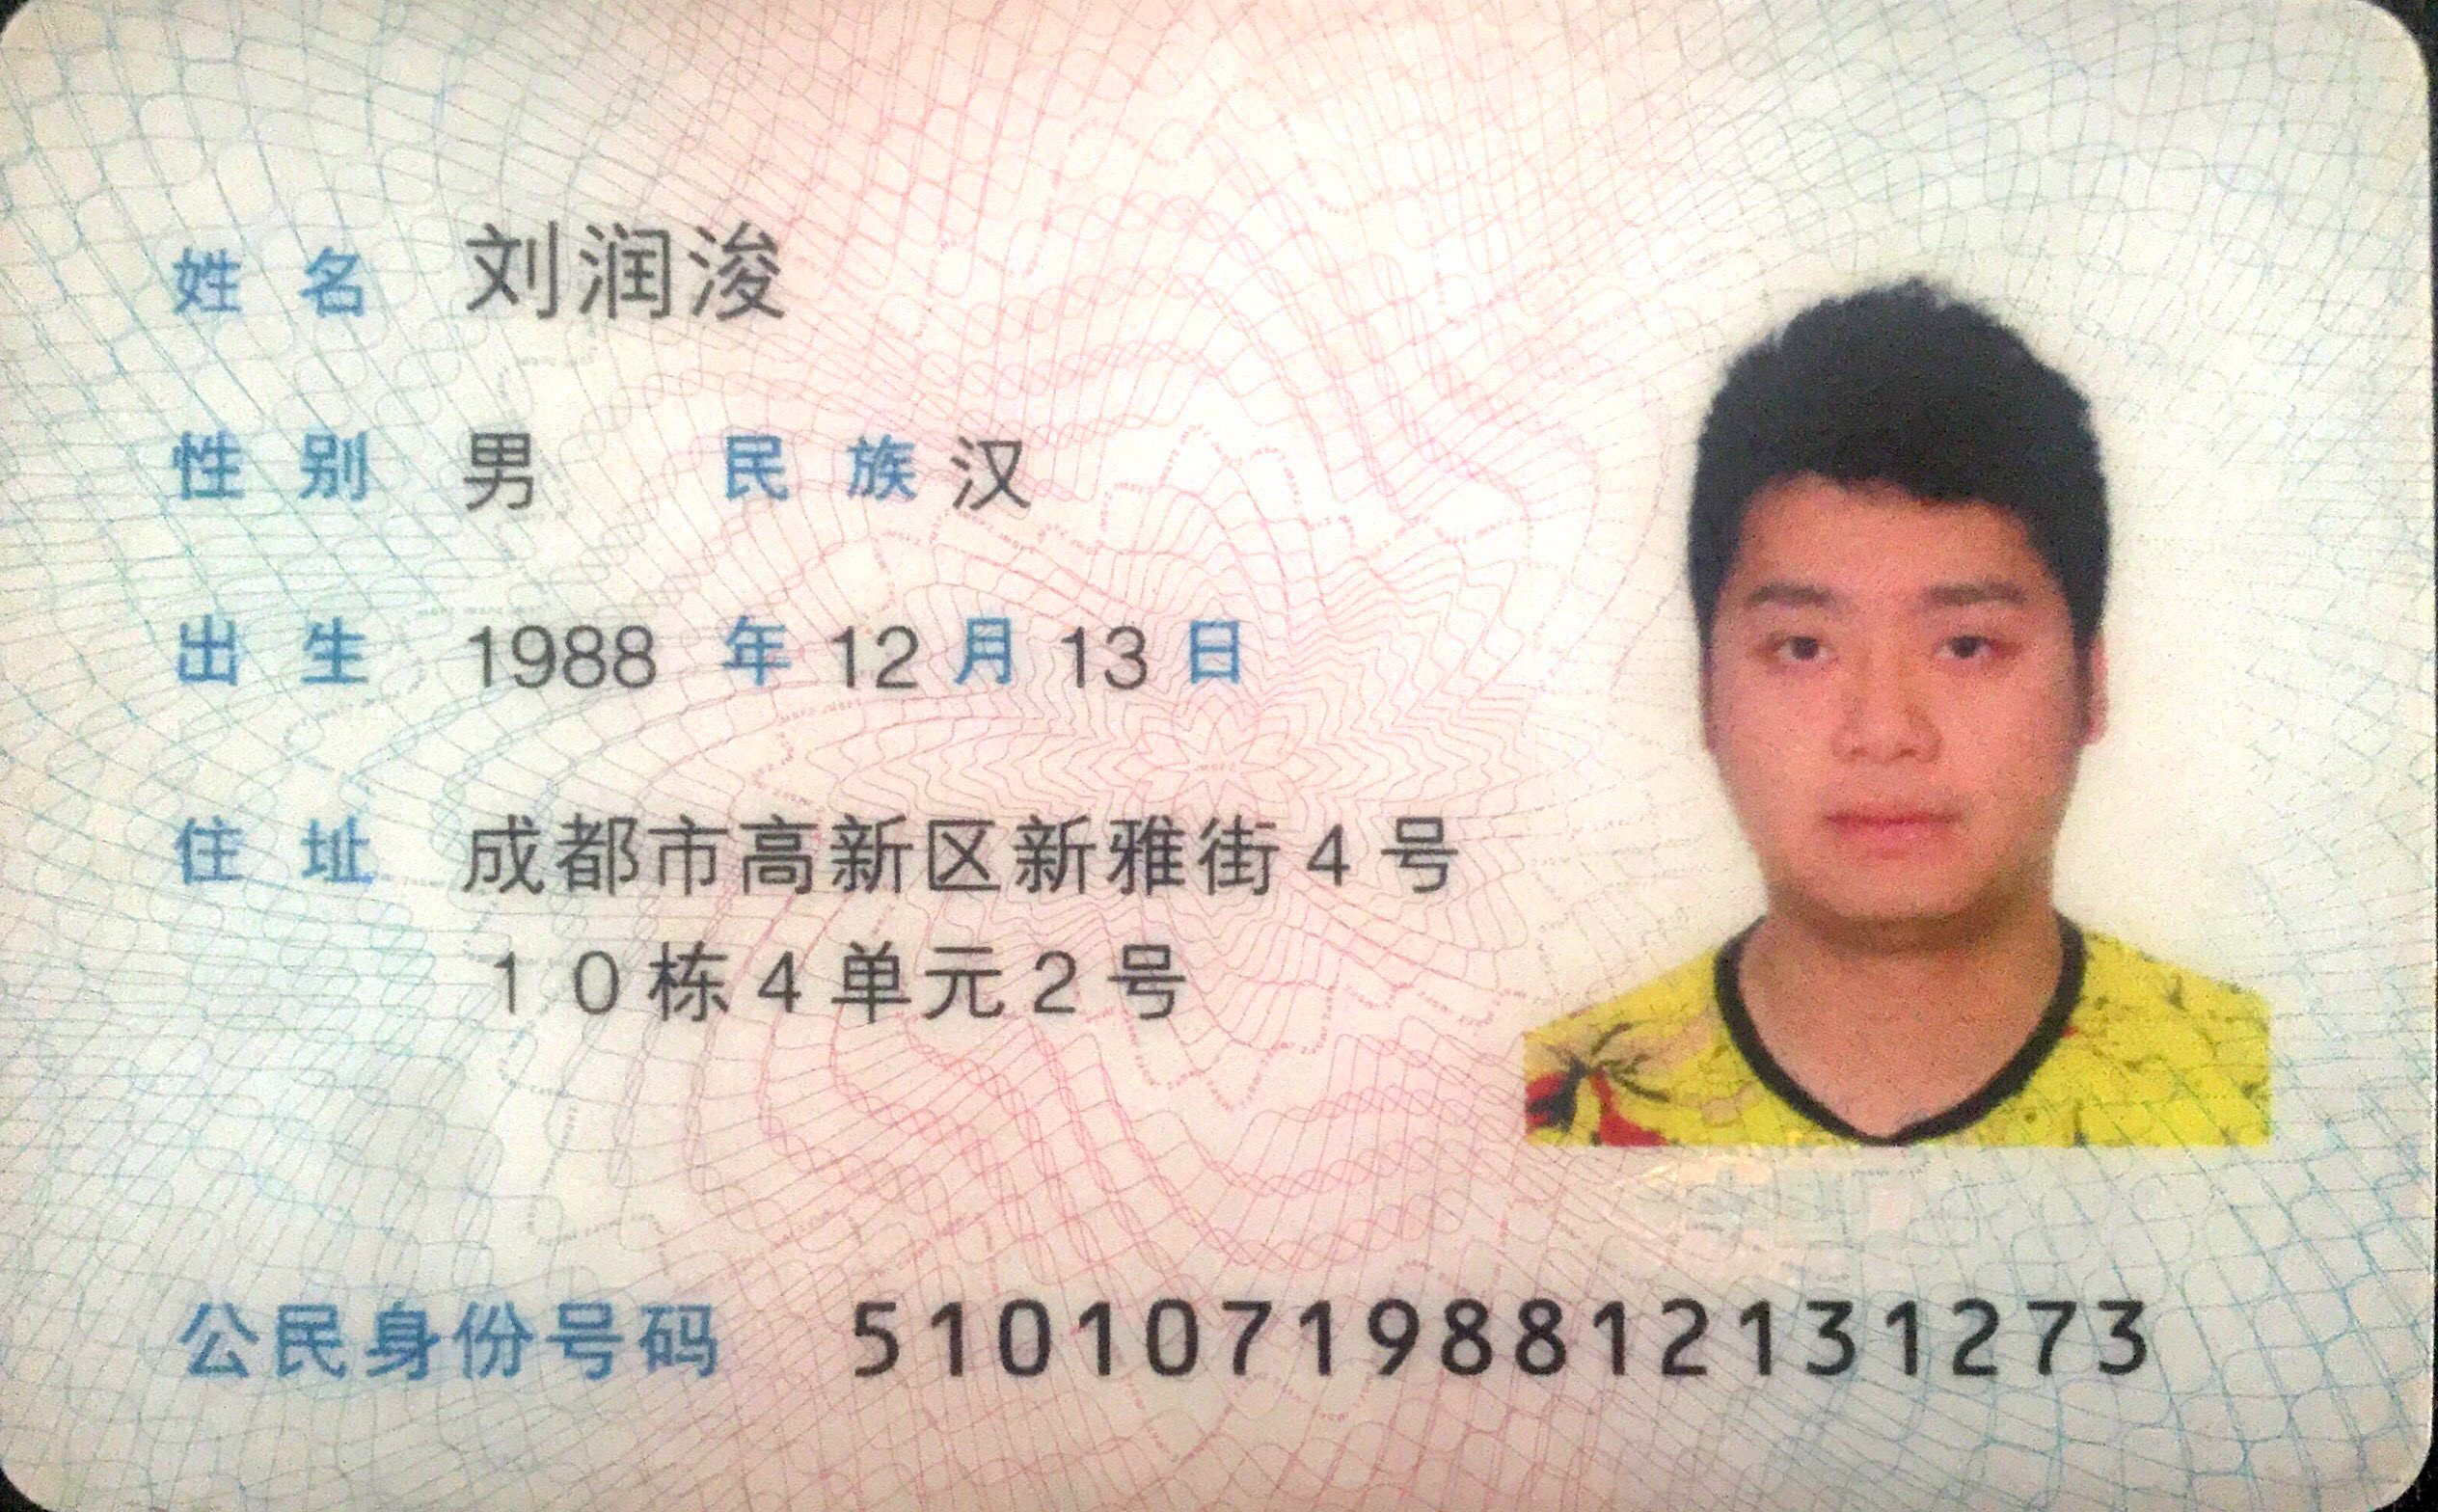 姓名 刘润浚
性别 男 民族 汉
出生 1988 年 12 月 13 日
住址 成都市高新区新雅街4号
10栋4单元2号
公民身份号码 510107198812131273